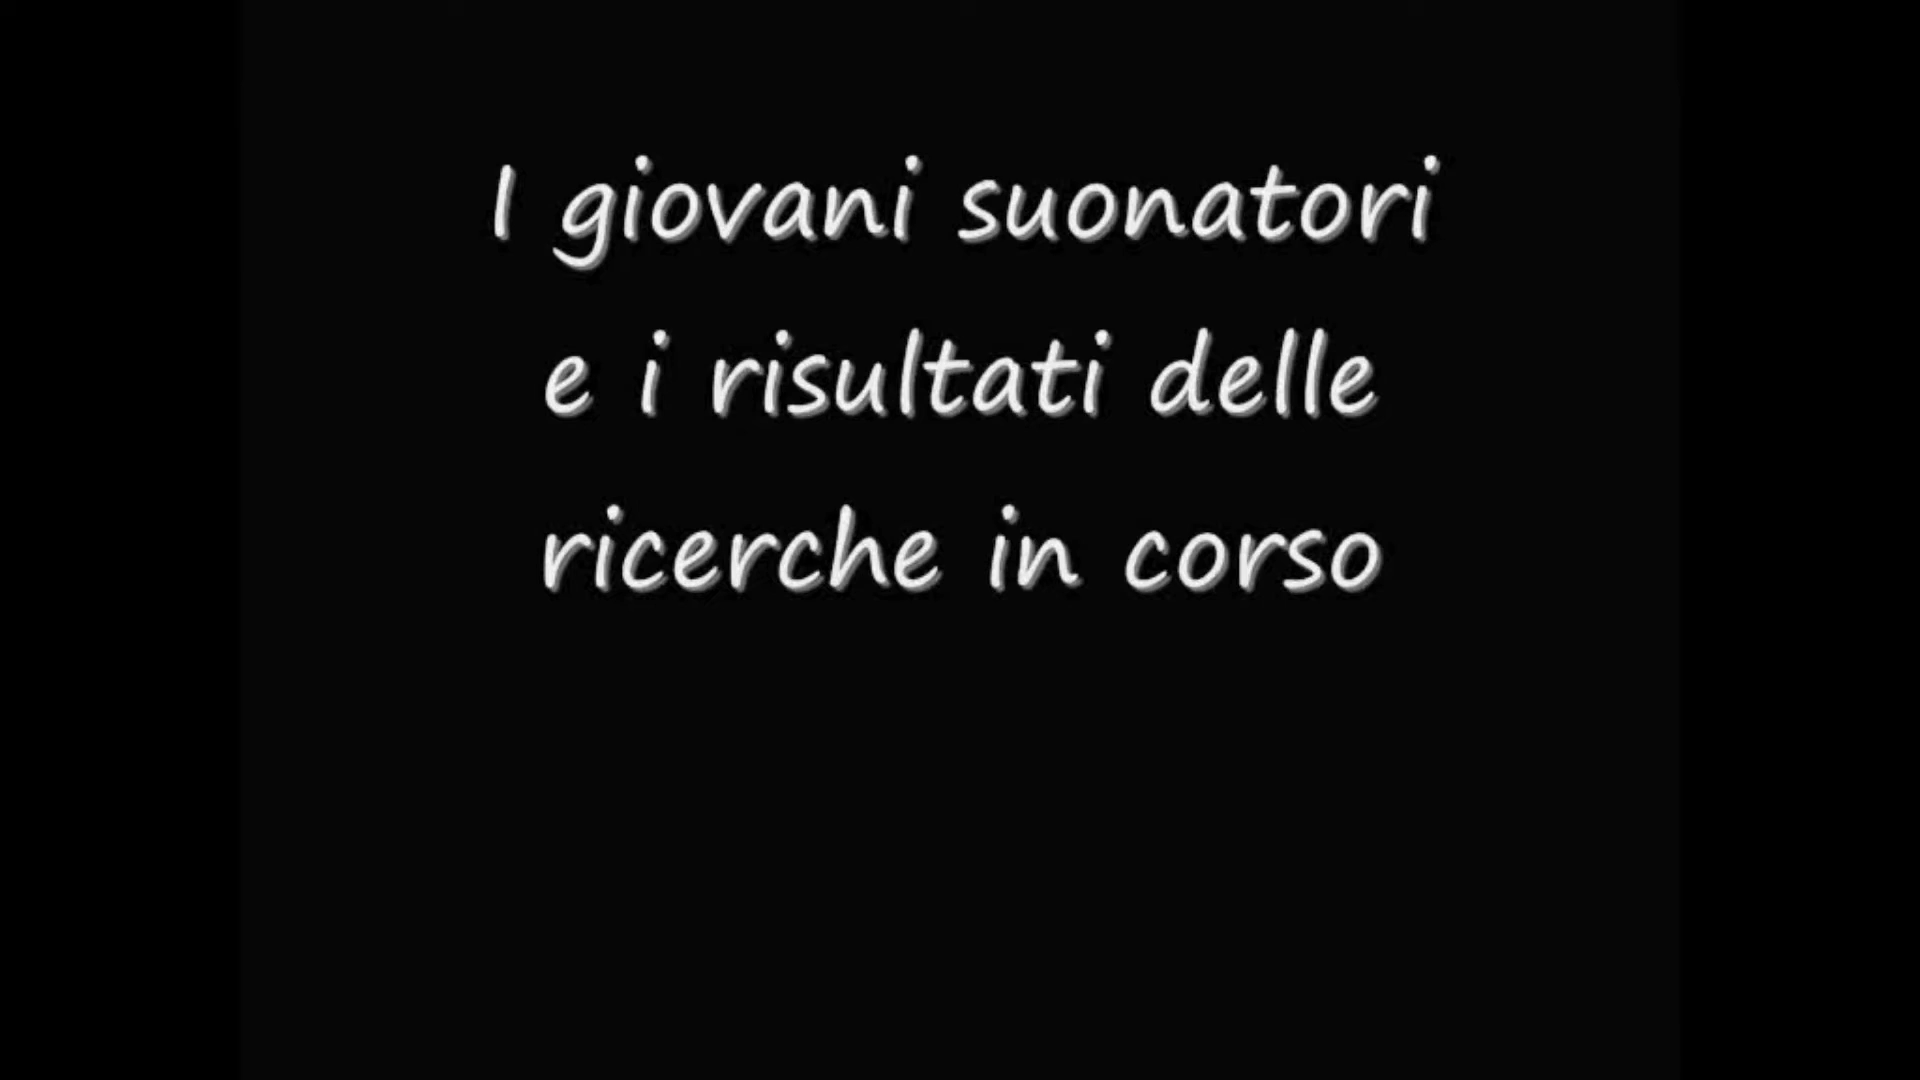 I giovani suonatori
e i risultati delle
ricerche in corso